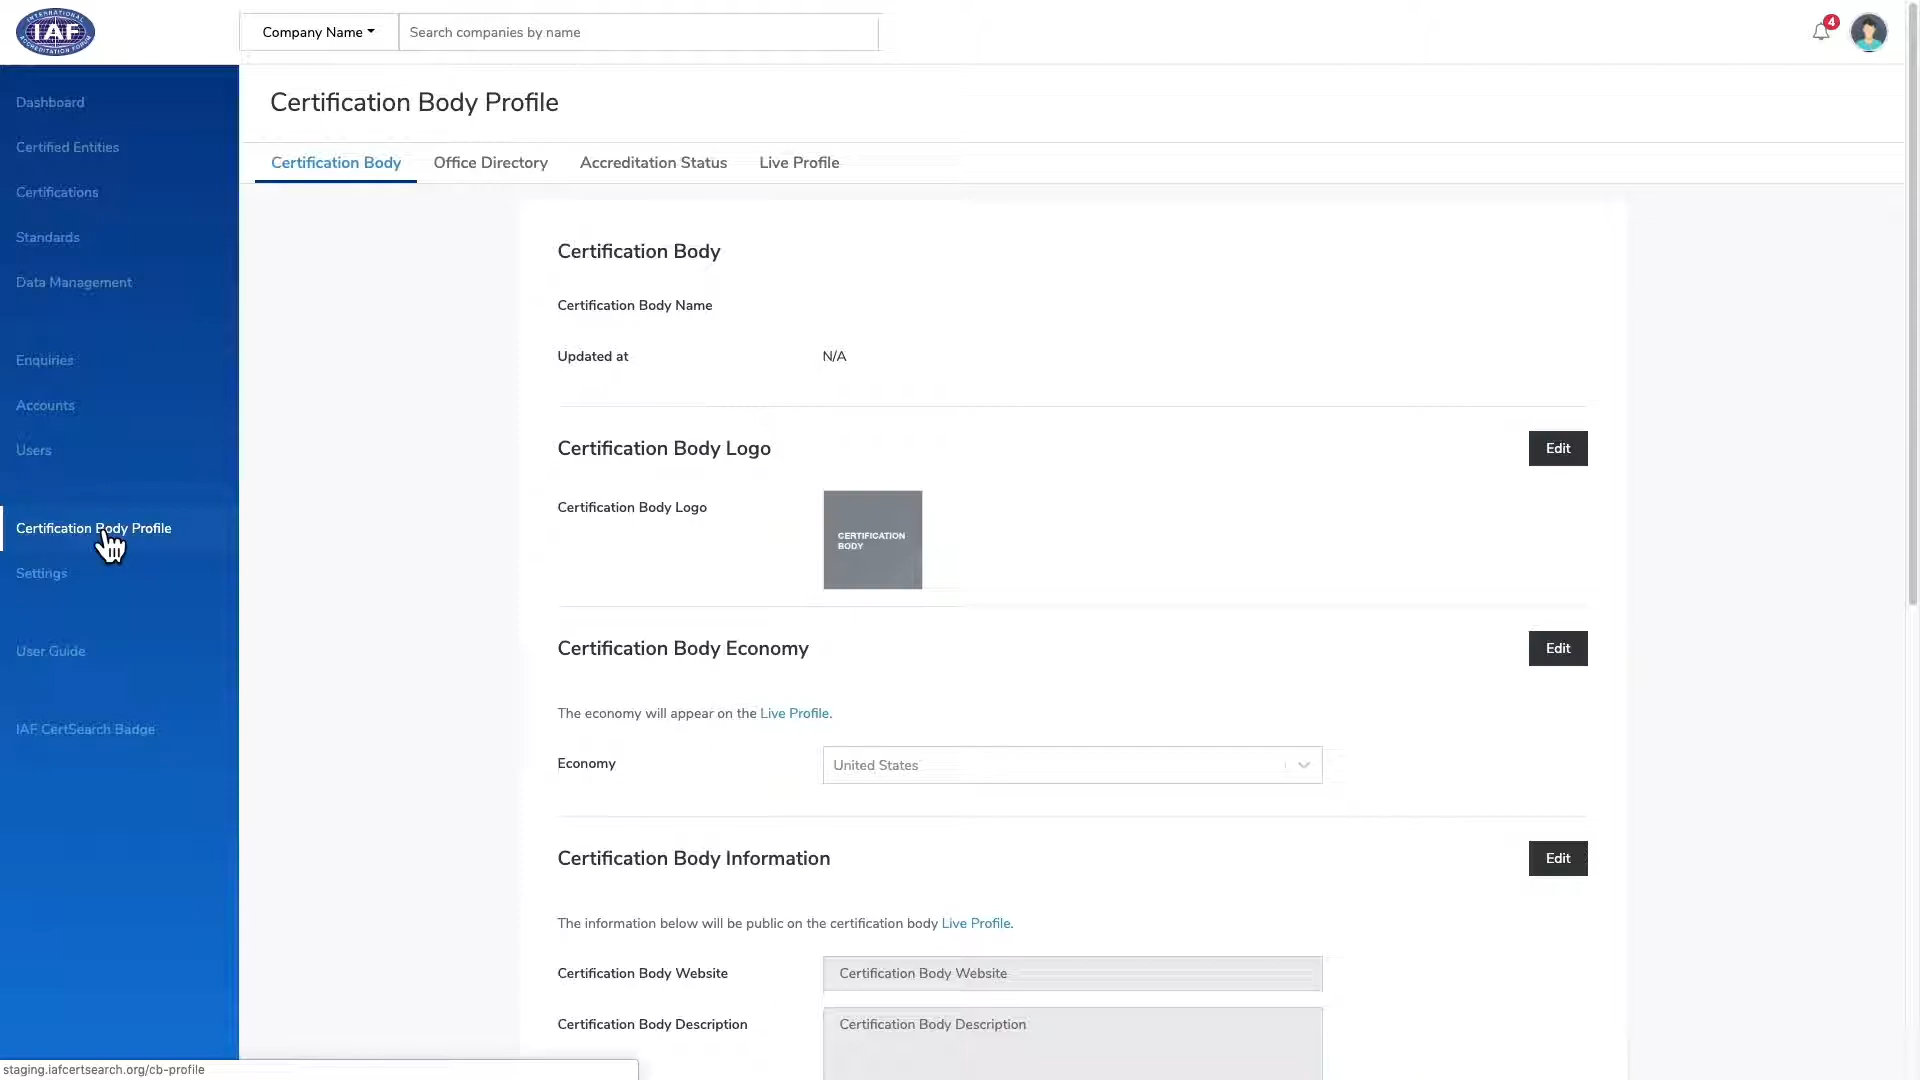 INTERNATIONAL
IAF
ACCREDITATION FORUM
Company Name
Search companies by name
4
Dashboard
Certified Entities
Certifications
Standards
Data Management
Enquiries
Accounts
Users
Certification Body Profile
Settings
User Guide
IAF CertSearch Badge
Certification Body Profile
Certification Body
Office Directory
Accreditation Status
Live Profile
Certification Body
Certification Body Name
Updated at
N/A
Certification Body Logo
Edit
Certification Body Logo
CERTIFICATION
BODY
Certification Body Economy
Edit
The economy will appear on the Live Profile.
Economy
United States
Certification Body Information
Edit
The information below will be public on the certification body Live Profile.
Certification Body Website
Certification Body Website
Certification Body Description
Certification Body Description
staging.iafcertsearch.org/cb-profile